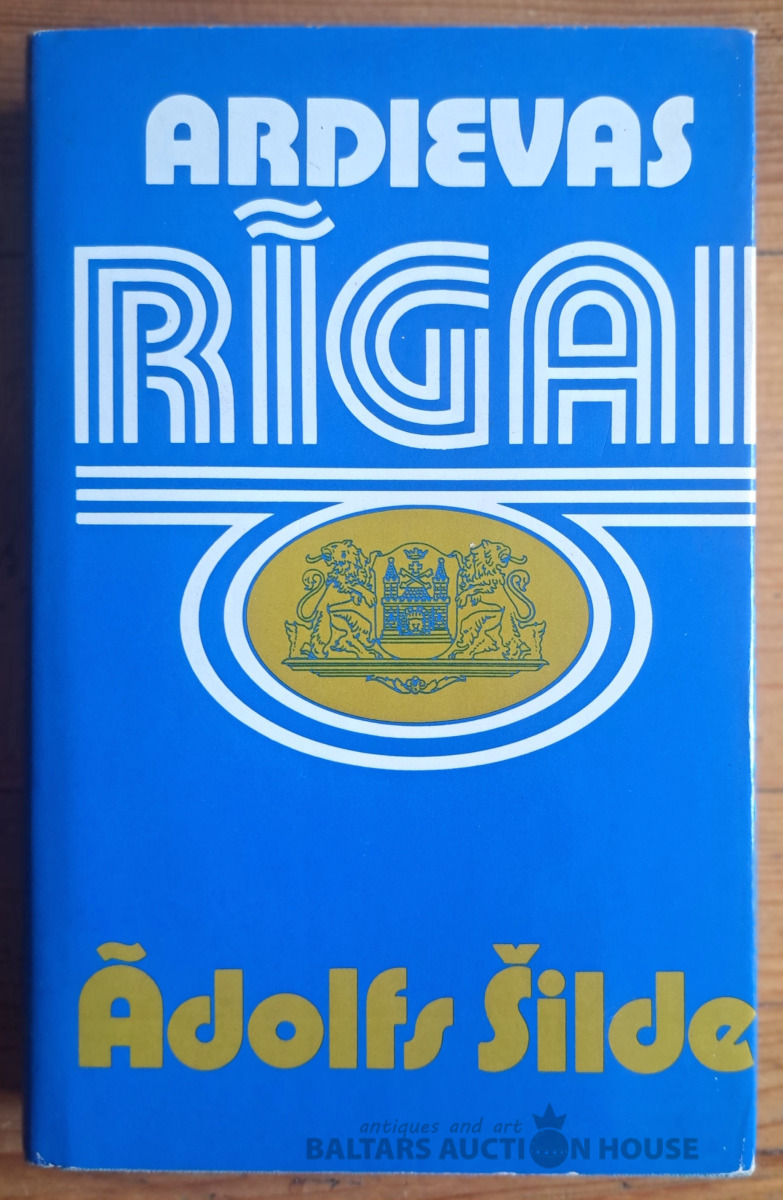 ARDIEVAS
RĪGAI
Ādolfs Šilde
antiques and art
BALTARS AUCTION HOUSE